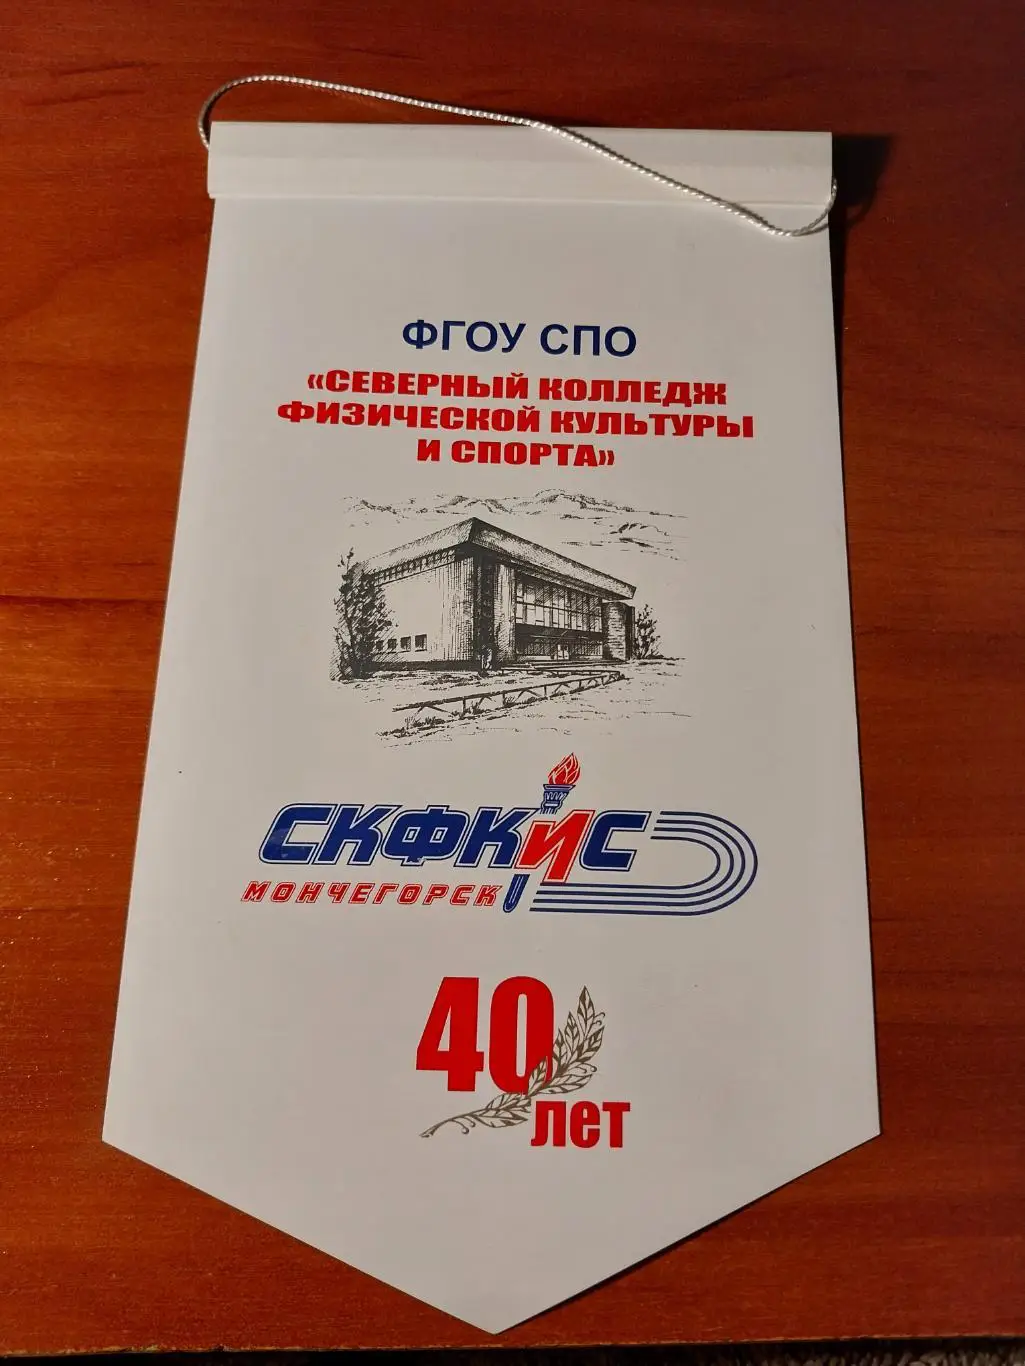 ФГОУ СПО
«СЕВЕРНЫЙ КОЛЛЕДЖ
ФИЗИЧЕСКОЙ КУЛЬТУРЫ
И СПОРТА»
СКФКИС
МОНЧЕГОРСК
40
лет